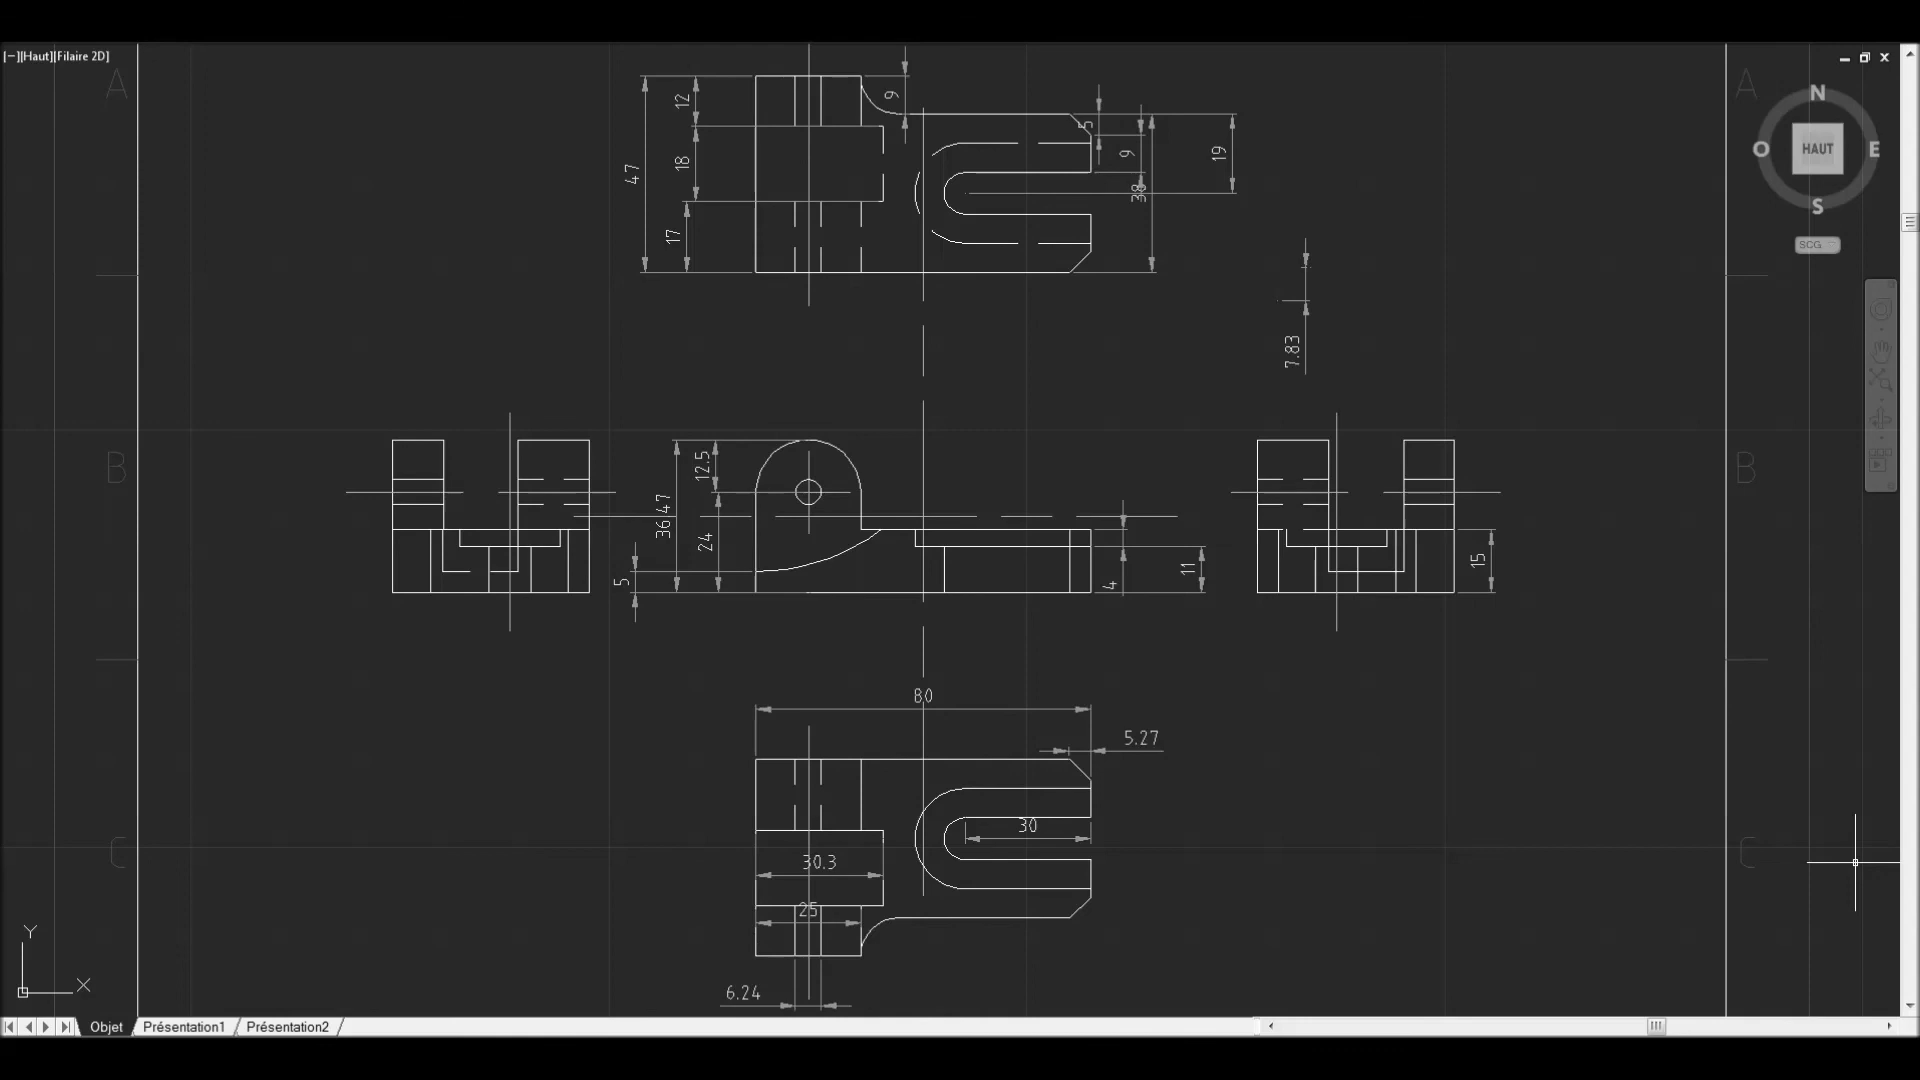 [−][Haut][Filaire 2D]
A
A
N
O
HAUT
E
S
SCG
12
9
5
9
19
18
47
38
17
7.83
B
B
12.5
36.47
24
5
4
11
15
80
5.27
30
30.3
25
C
C
6.24
Y
X
Objet
Présentation1
Présentation2